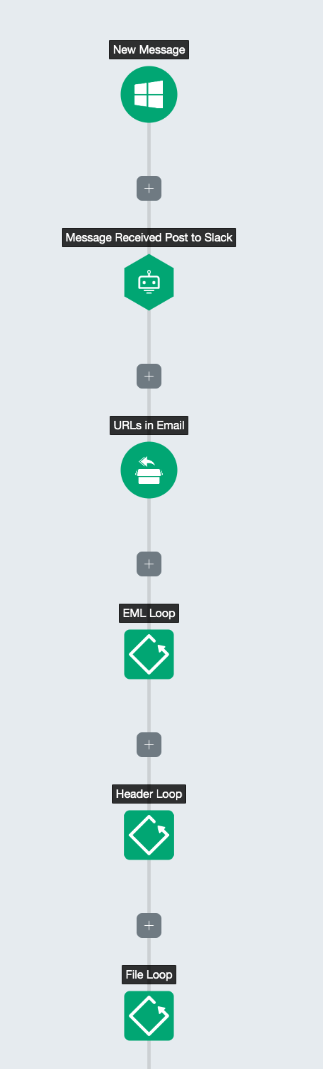 New Message
Message Received Post to Slack
URLs in Email
EML Loop
Header Loop
File Loop